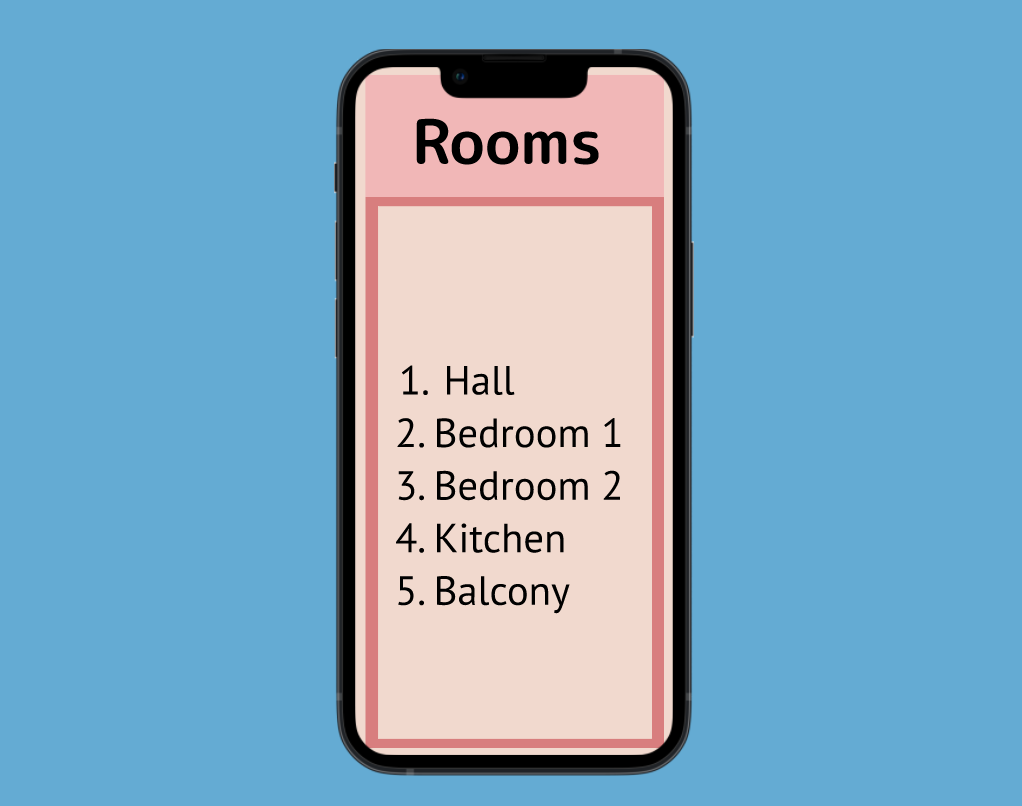 Rooms
1. Hall
2. Bedroom 1
3. Bedroom 2
4. Kitchen
5. Balcony